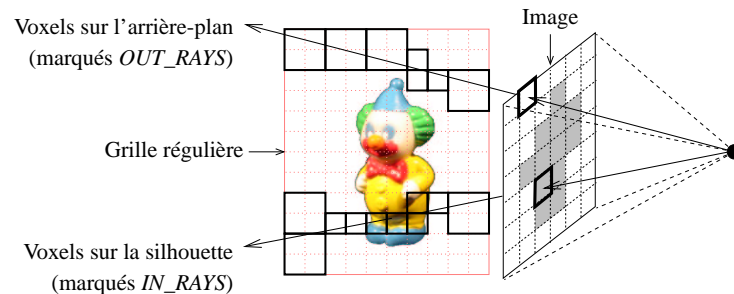 Voxels sur l'arrière-plan
(marqués OUT_RAYS)
Image
Grille régulière
Voxels sur la silhouette
(marqués IN_RAYS)